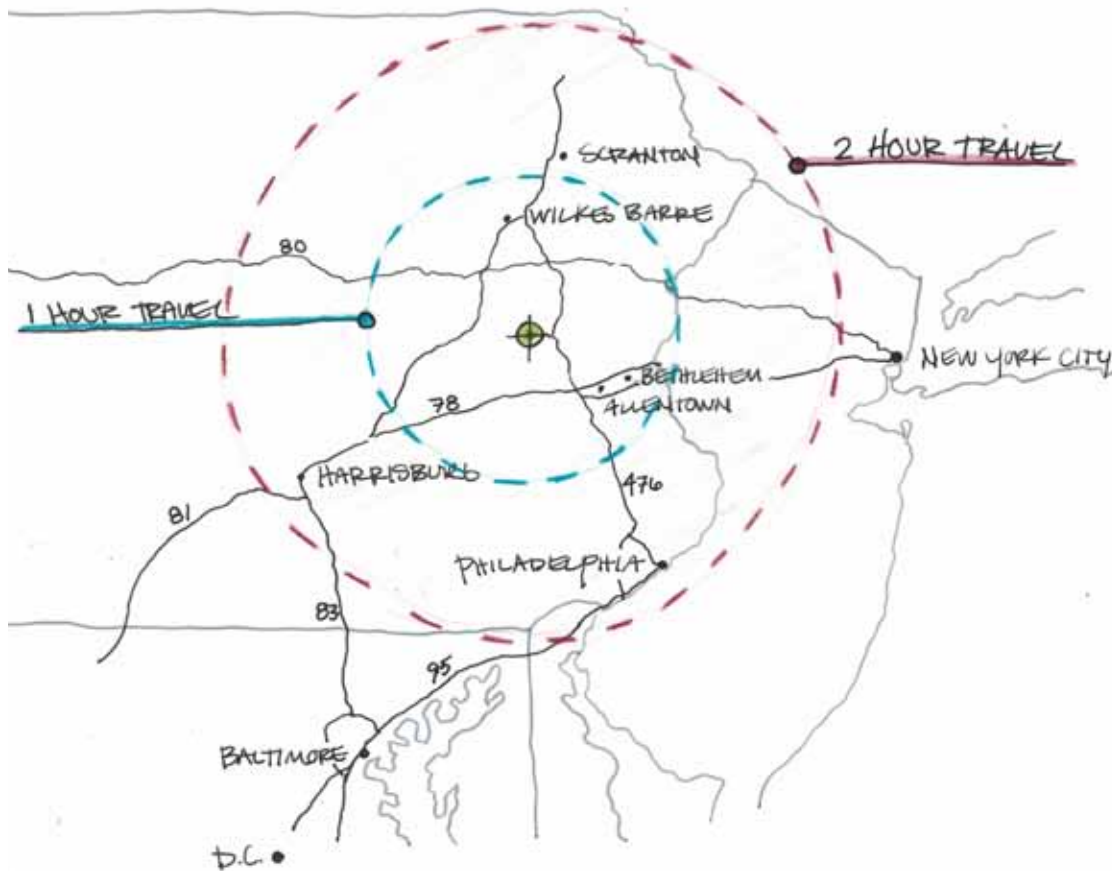 SCRANTON
2 HOUR TRAVEL
WILKES BARRE
80
1 HOUR TRAVEL
NEW YORK CITY
BETHLEHEM
ALLENTOWN
78
HARRISBURG
476
81
PHILADELPHIA
83
95
BALTIMORE
D.C.